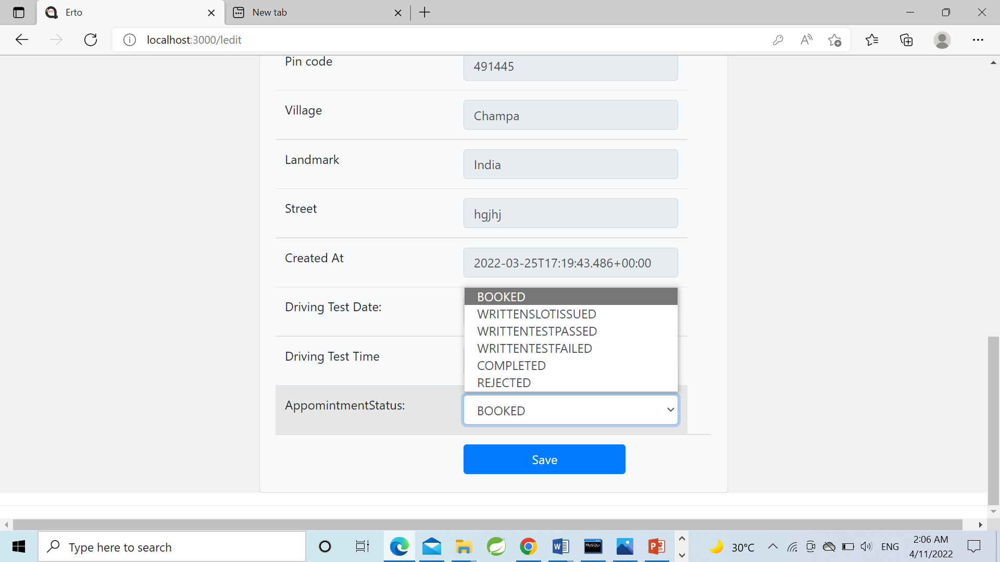 Erto
New tab
localhost:3000/ledit
Pin code
491445
Village
Champa
Landmark
India
Street
hgjhj
Created At
2022-03-25T17:19:43.486+00:00
Driving Test Date:
BOOKED
WRITTENSLOTISSUED
WRITTENTESTPASSED
WRITTENTESTFAILED
COMPLETED
REJECTED
Driving Test Time
AppomintmentStatus:
BOOKED
Save
Type here to search
MySQL
30°C
ENG
2:06 AM
4/11/2022